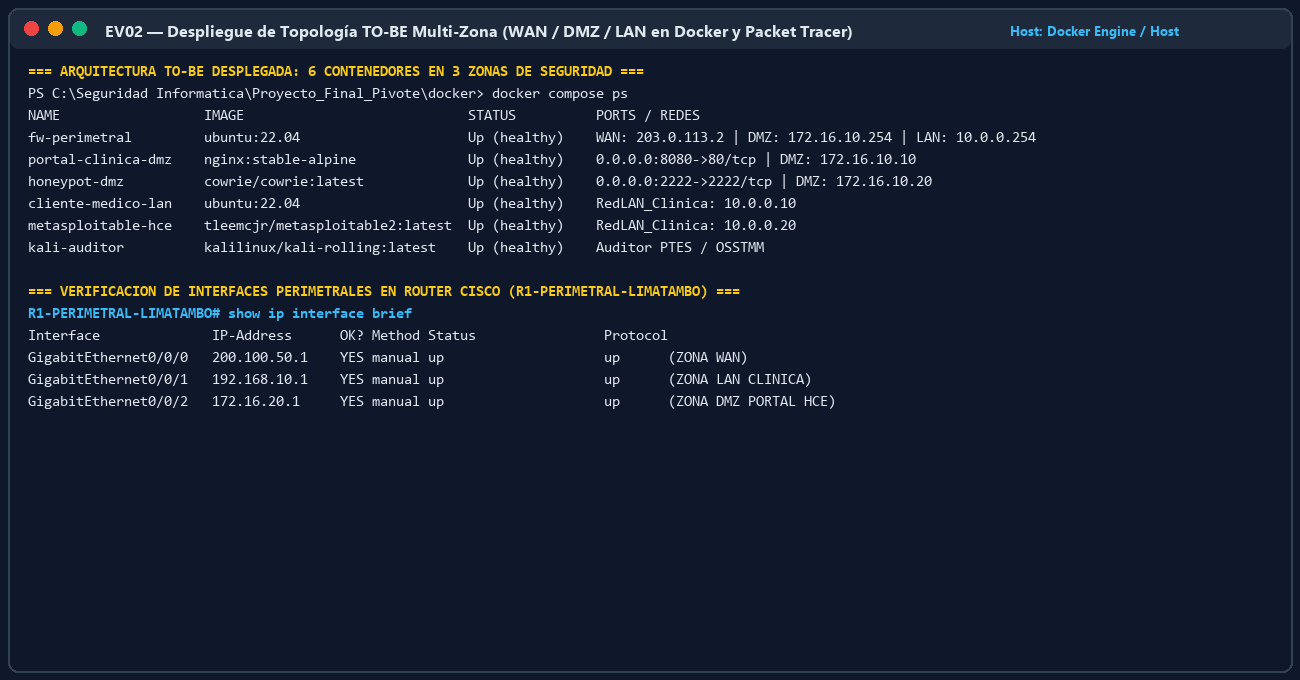 EV02 — Despliegue de Topología TO-BE Multi-Zona (WAN / DMZ / LAN en Docker y Packet Tracer) Host: Docker Engine / Host
=== ARQUITECTURA TO-BE DESPLEGADA: 6 CONTENEDORES EN 3 ZONAS DE SEGURIDAD ===
PS C:\Seguridad Informatica\Proyecto_Final_Pivote\docker> docker compose ps
NAME IMAGE STATUS PORTS / REDES
fw-perimetral ubuntu:22.04 Up (healthy) WAN: 203.0.113.2 | DMZ: 172.16.10.254 | LAN: 10.0.0.254
portal-clinica-dmz nginx:stable-alpine Up (healthy) 0.0.0.0:8080->80/tcp | DMZ: 172.16.10.10
honeypot-dmz cowrie/cowrie:latest Up (healthy) 0.0.0.0:2222->2222/tcp | DMZ: 172.16.10.20
cliente-medico-lan ubuntu:22.04 Up (healthy) RedLAN_Clinica: 10.0.0.10
metasploitable-hce tleemcjr/metasploitable2:latest Up (healthy) RedLAN_Clinica: 10.0.0.20
kali-auditor kalilinux/kali-rolling:latest Up (healthy) Auditor PTES / OSSTMM
=== VERIFICACION DE INTERFACES PERIMETRALES EN ROUTER CISCO (R1-PERIMETRAL-LIMATAMBO) ===
R1-PERIMETRAL-LIMATAMBO# show ip interface brief
Interface IP-Address OK? Method Status Protocol
GigabitEthernet0/0/0 200.100.50.1 YES manual up up (ZONA WAN)
GigabitEthernet0/0/1 192.168.10.1 YES manual up up (ZONA LAN CLINICA)
GigabitEthernet0/0/2 172.16.20.1 YES manual up up (ZONA DMZ PORTAL HCE)